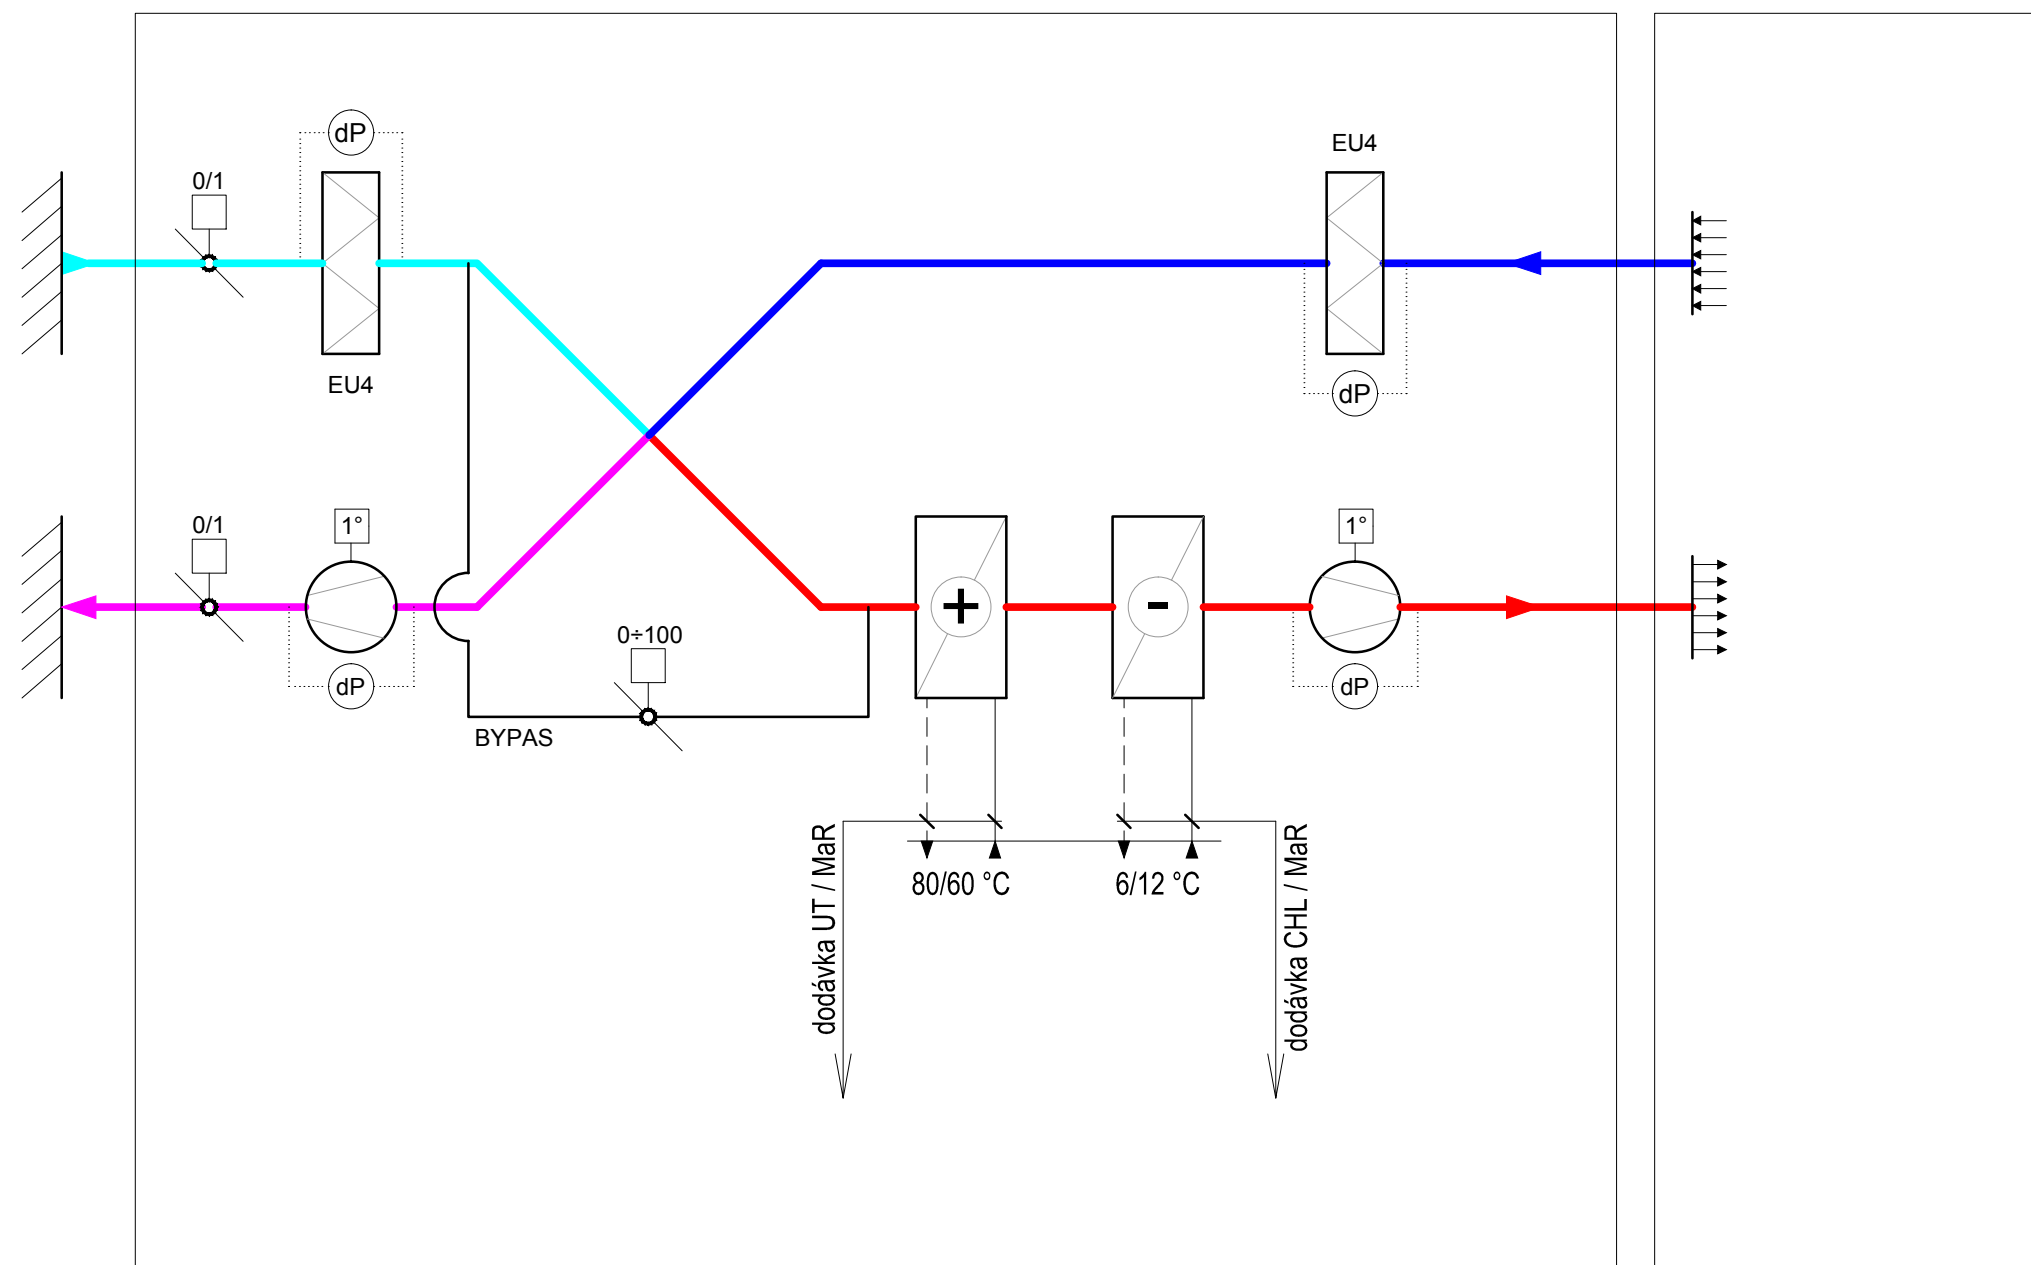 dP
EU4
0/1
EU4
dP
0/1
1°
1°
+
-
0÷100
dP
dP
BYPAS
80/60 °C
6/12 °C
dodávka UT / MaR
dodávka CHL / MaR